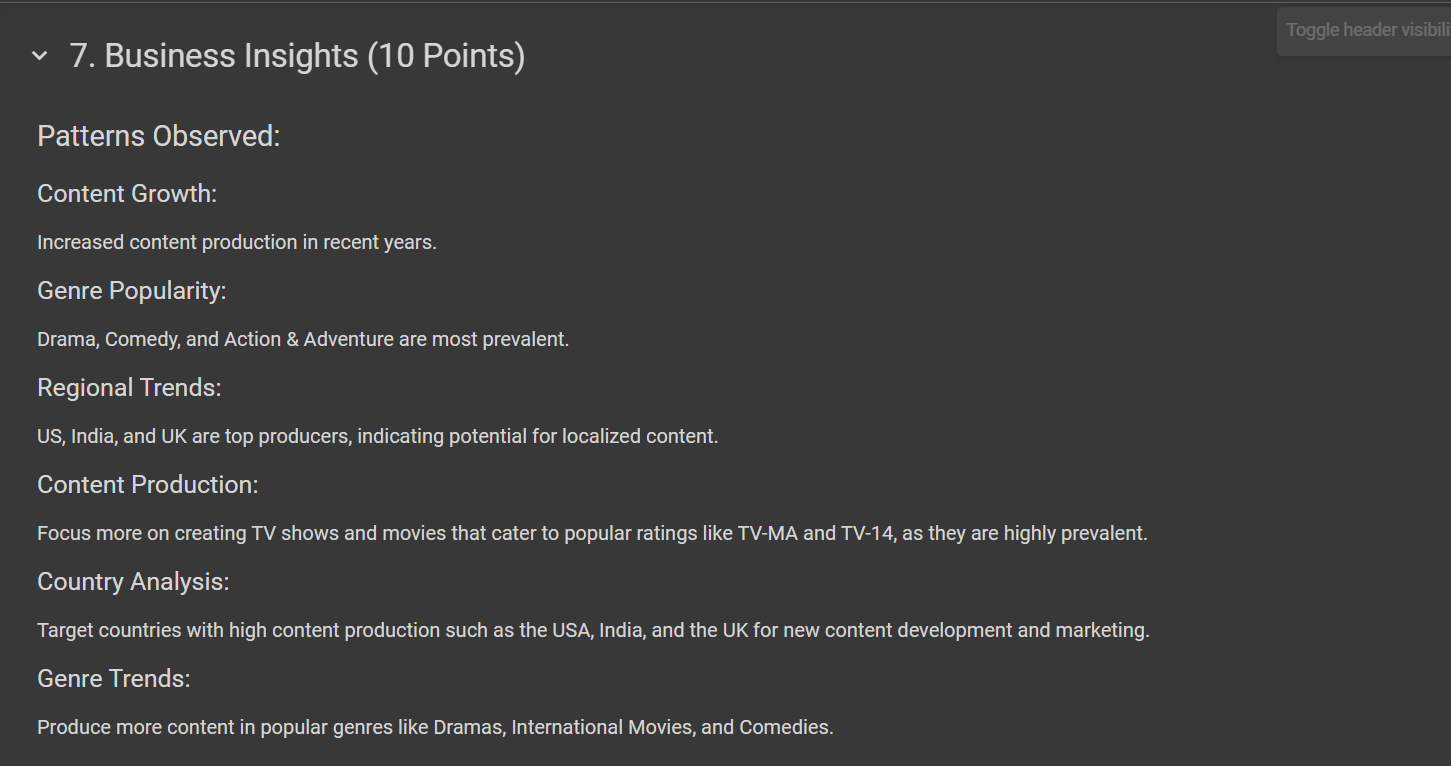 Toggle header visibili
7. Business Insights (10 Points)
Patterns Observed:
Content Growth:
Increased content production in recent years.
Genre Popularity:
Drama, Comedy, and Action & Adventure are most prevalent.
Regional Trends:
US, India, and UK are top producers, indicating potential for localized content.
Content Production:
Focus more on creating TV shows and movies that cater to popular ratings like TV-MA and TV-14, as they are highly prevalent.
Country Analysis:
Target countries with high content production such as the USA, India, and the UK for new content development and marketing.
Genre Trends:
Produce more content in popular genres like Dramas, International Movies, and Comedies.